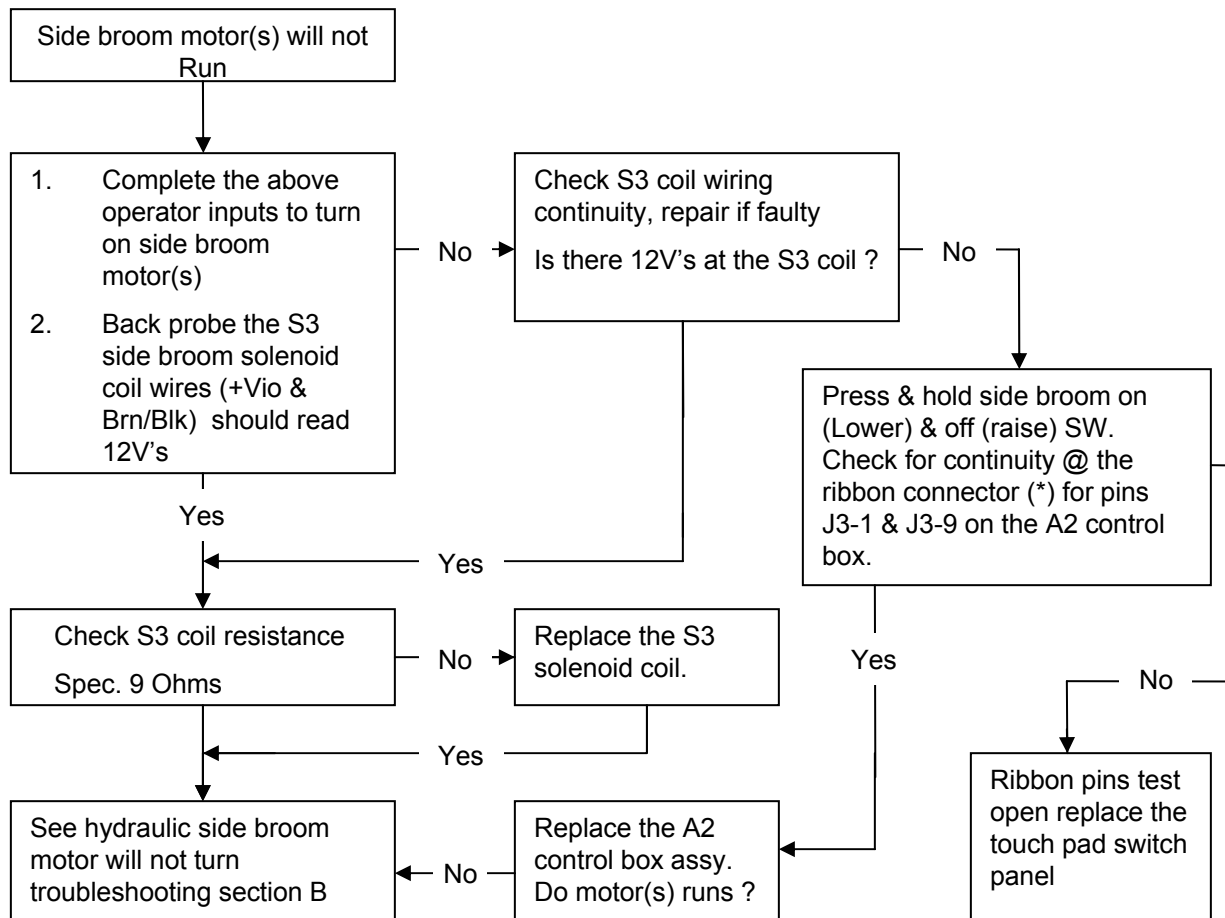 Side broom motor(s) will not
Run
1. Complete the above
operator inputs to turn
on side broom
motor(s)
2. Back probe the S3
side broom solenoid
coil wires (+Vio &
Brn/Blk) should read
12V's
No
Check S3 coil wiring
continuity, repair if faulty
Is there 12V's at the S3 coil ?
No
Press & hold side broom on
(Lower) & off (raise) SW.
Check for continuity @ the
ribbon connector (*) for pins
J3-1 & J3-9 on the A2 control
box.
Yes
Yes
Check S3 coil resistance
Spec. 9 Ohms
No
Replace the S3
solenoid coil.
Yes
No
Yes
See hydraulic side broom
motor will not turn
troubleshooting section B
No
Replace the A2
control box assy.
Do motor(s) runs ?
Ribbon pins test
open replace the
touch pad switch
panel